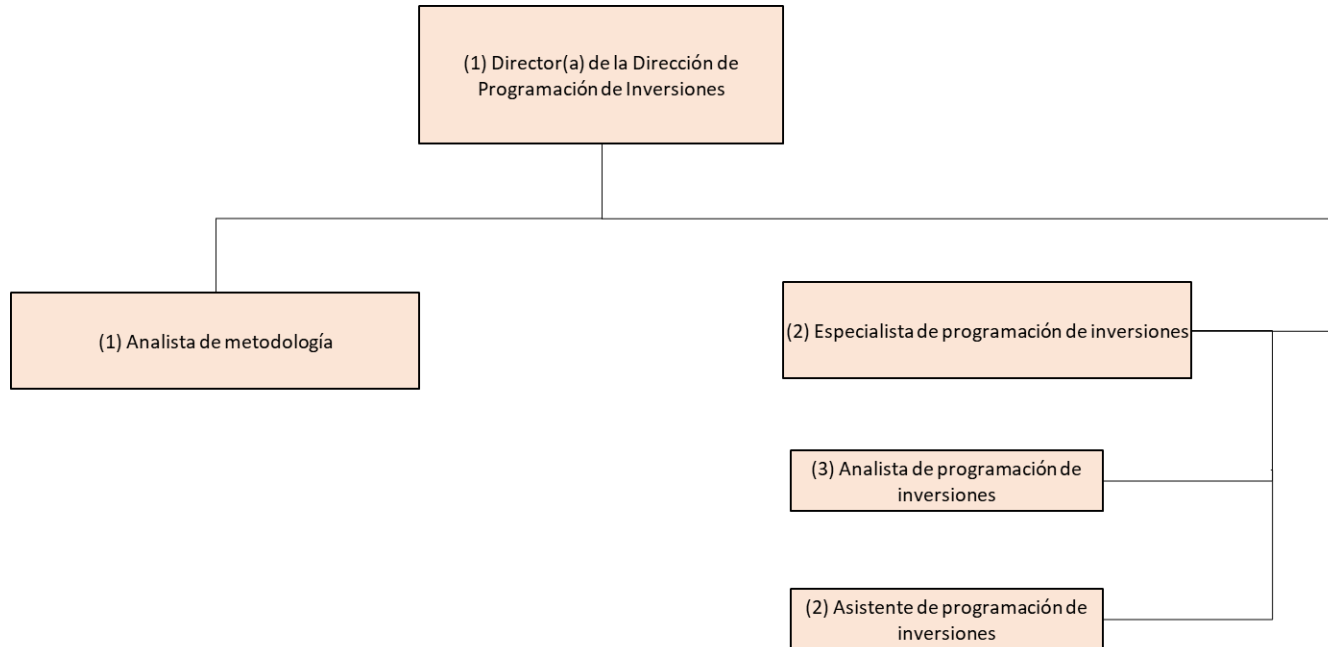 (1) Director(a) de la Dirección de
Programación de Inversiones
(1) Analista de metodología
(2) Especialista de programación de inversiones
(3) Analista de programación de
inversiones
(2) Asistente de programación de
inversiones